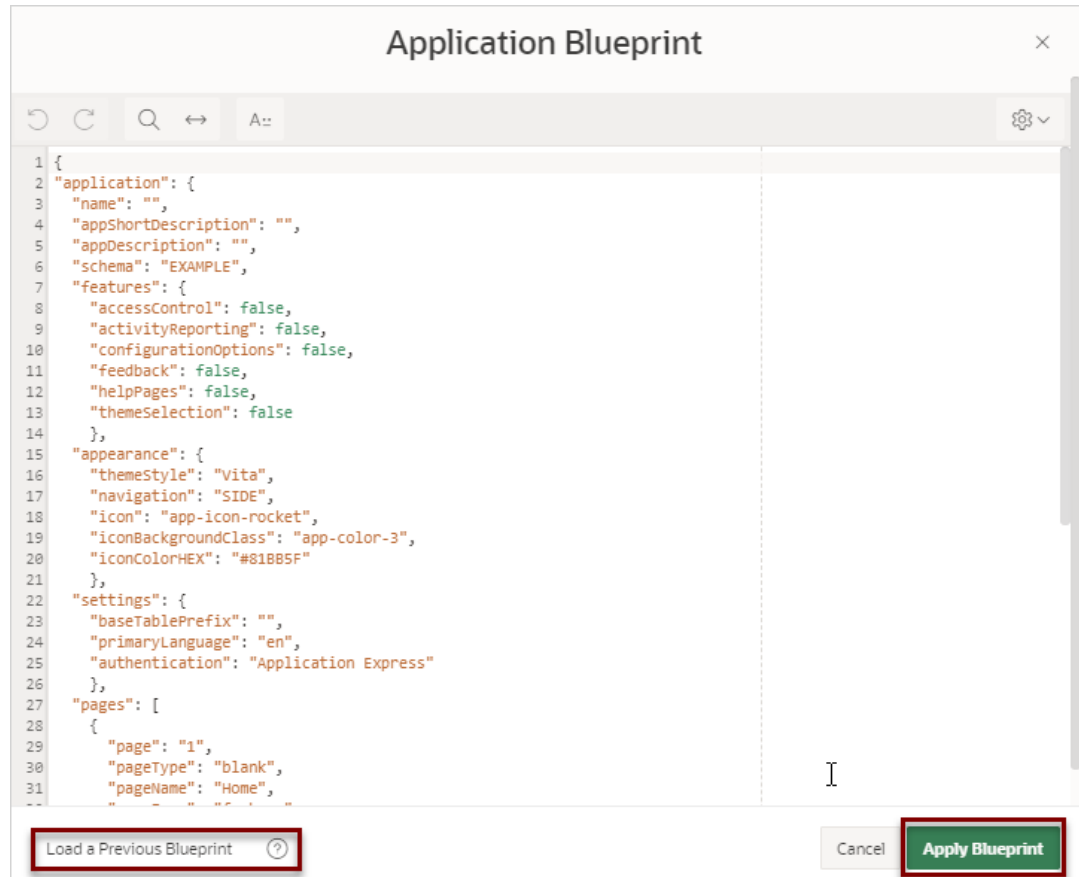 Application Blueprint
A
1 {
2 "application": {
3 "name": "",
4 "appShortDescription": "",
5 "appDescription": "",
6 "schema": "EXAMPLE",
7 "features": {
8 "accessControl": false,
9 "activityReporting": false,
10 "configurationOptions": false,
11 "feedback": false,
12 "helpPages": false,
13 "themeSelection": false
14 },
15 "appearance": {
16 "themeStyle": "Vita",
17 "navigation": "SIDE",
18 "icon": "app-icon-rocket",
19 "iconBackgroundClass": "app-color-3",
20 "iconColorHEX": "#81BB5F"
21 },
22 "settings": {
23 "baseTablePrefix": "",
24 "primaryLanguage": "en",
25 "authentication": "Application Express"
26 },
27 "pages": [
28 {
29 "page": "1",
30 "pageType": "blank",
31 "pageName": "Home",
Load a Previous Blueprint ?
Cancel
Apply Blueprint